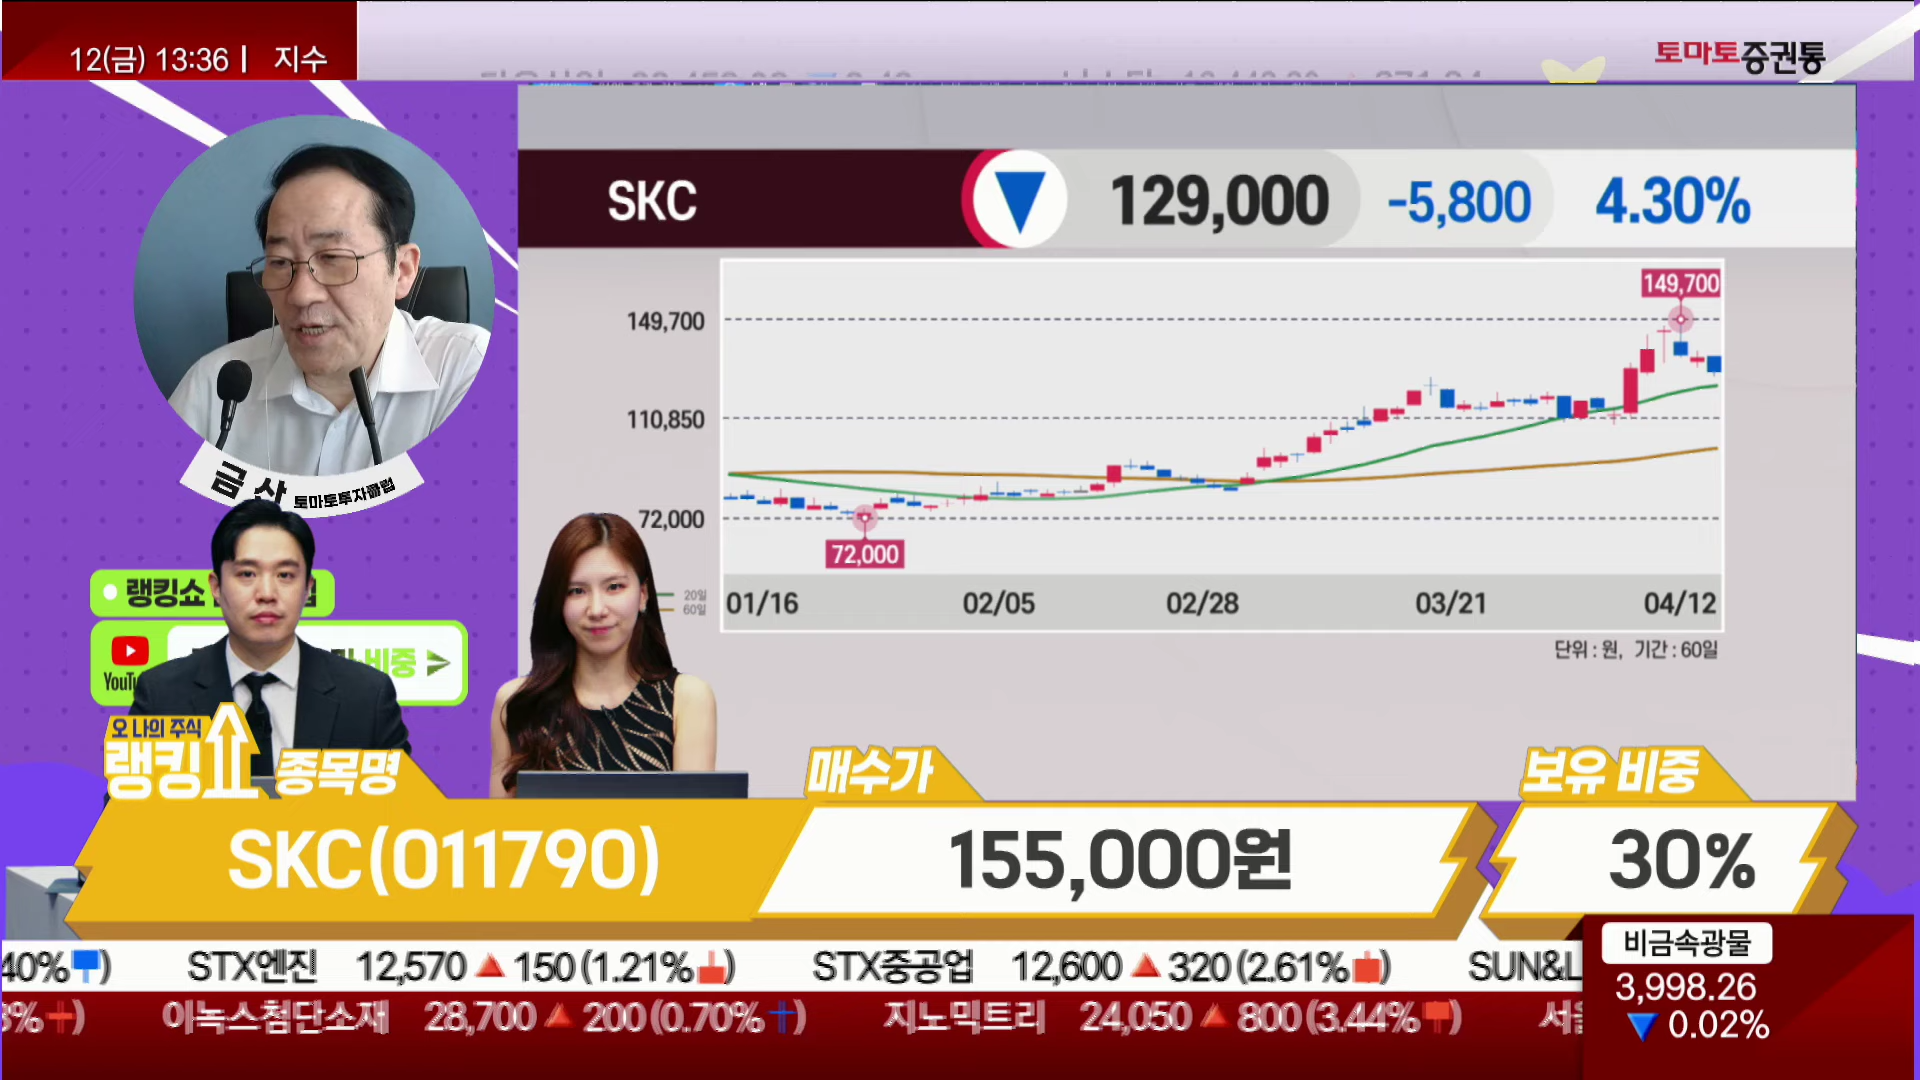 12(금) 13:36 | 지수
토마토증권통
SKC
129,000
-5,800
4.30%
149,700
149,700
110,850
72,000
72,000
20일
60일
01/16
02/05
02/28
03/21
04/12
단위 : 원, 기간 : 60일
금 산 토마토투자클럽
랭킹쇼
비중
오 나의 주식
랭킹쇼
종목명
매수가
보유 비중
SKC(011790)
155,000원
30%
40% ) STX엔진 12,570 ▲ 150 (1.21% ) STX중공업 12,600 ▲ 320 (2.61% ) SUN&L
% ) 이녹스첨단소재 28,700 ▲ 200 (0.70% ) 지노믹트리 24,050 ▲ 800 (3.44% )
비금속광물
3,998.26
▼ 0.02%